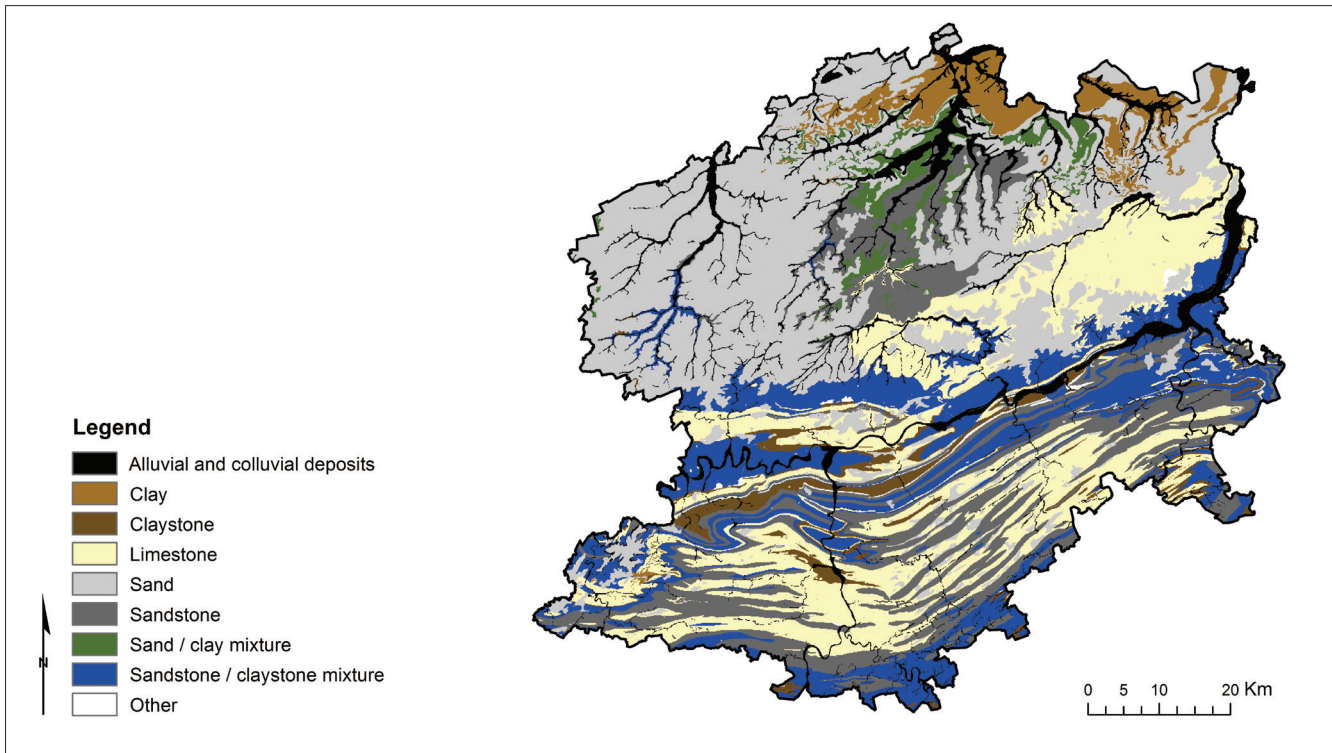 Legend
Alluvial and colluvial deposits
Clay
Claystone
Limestone
Sand
Sandstone
Sand / clay mixture
Sandstone / claystone mixture
Other
N
0 5 10 20 Km